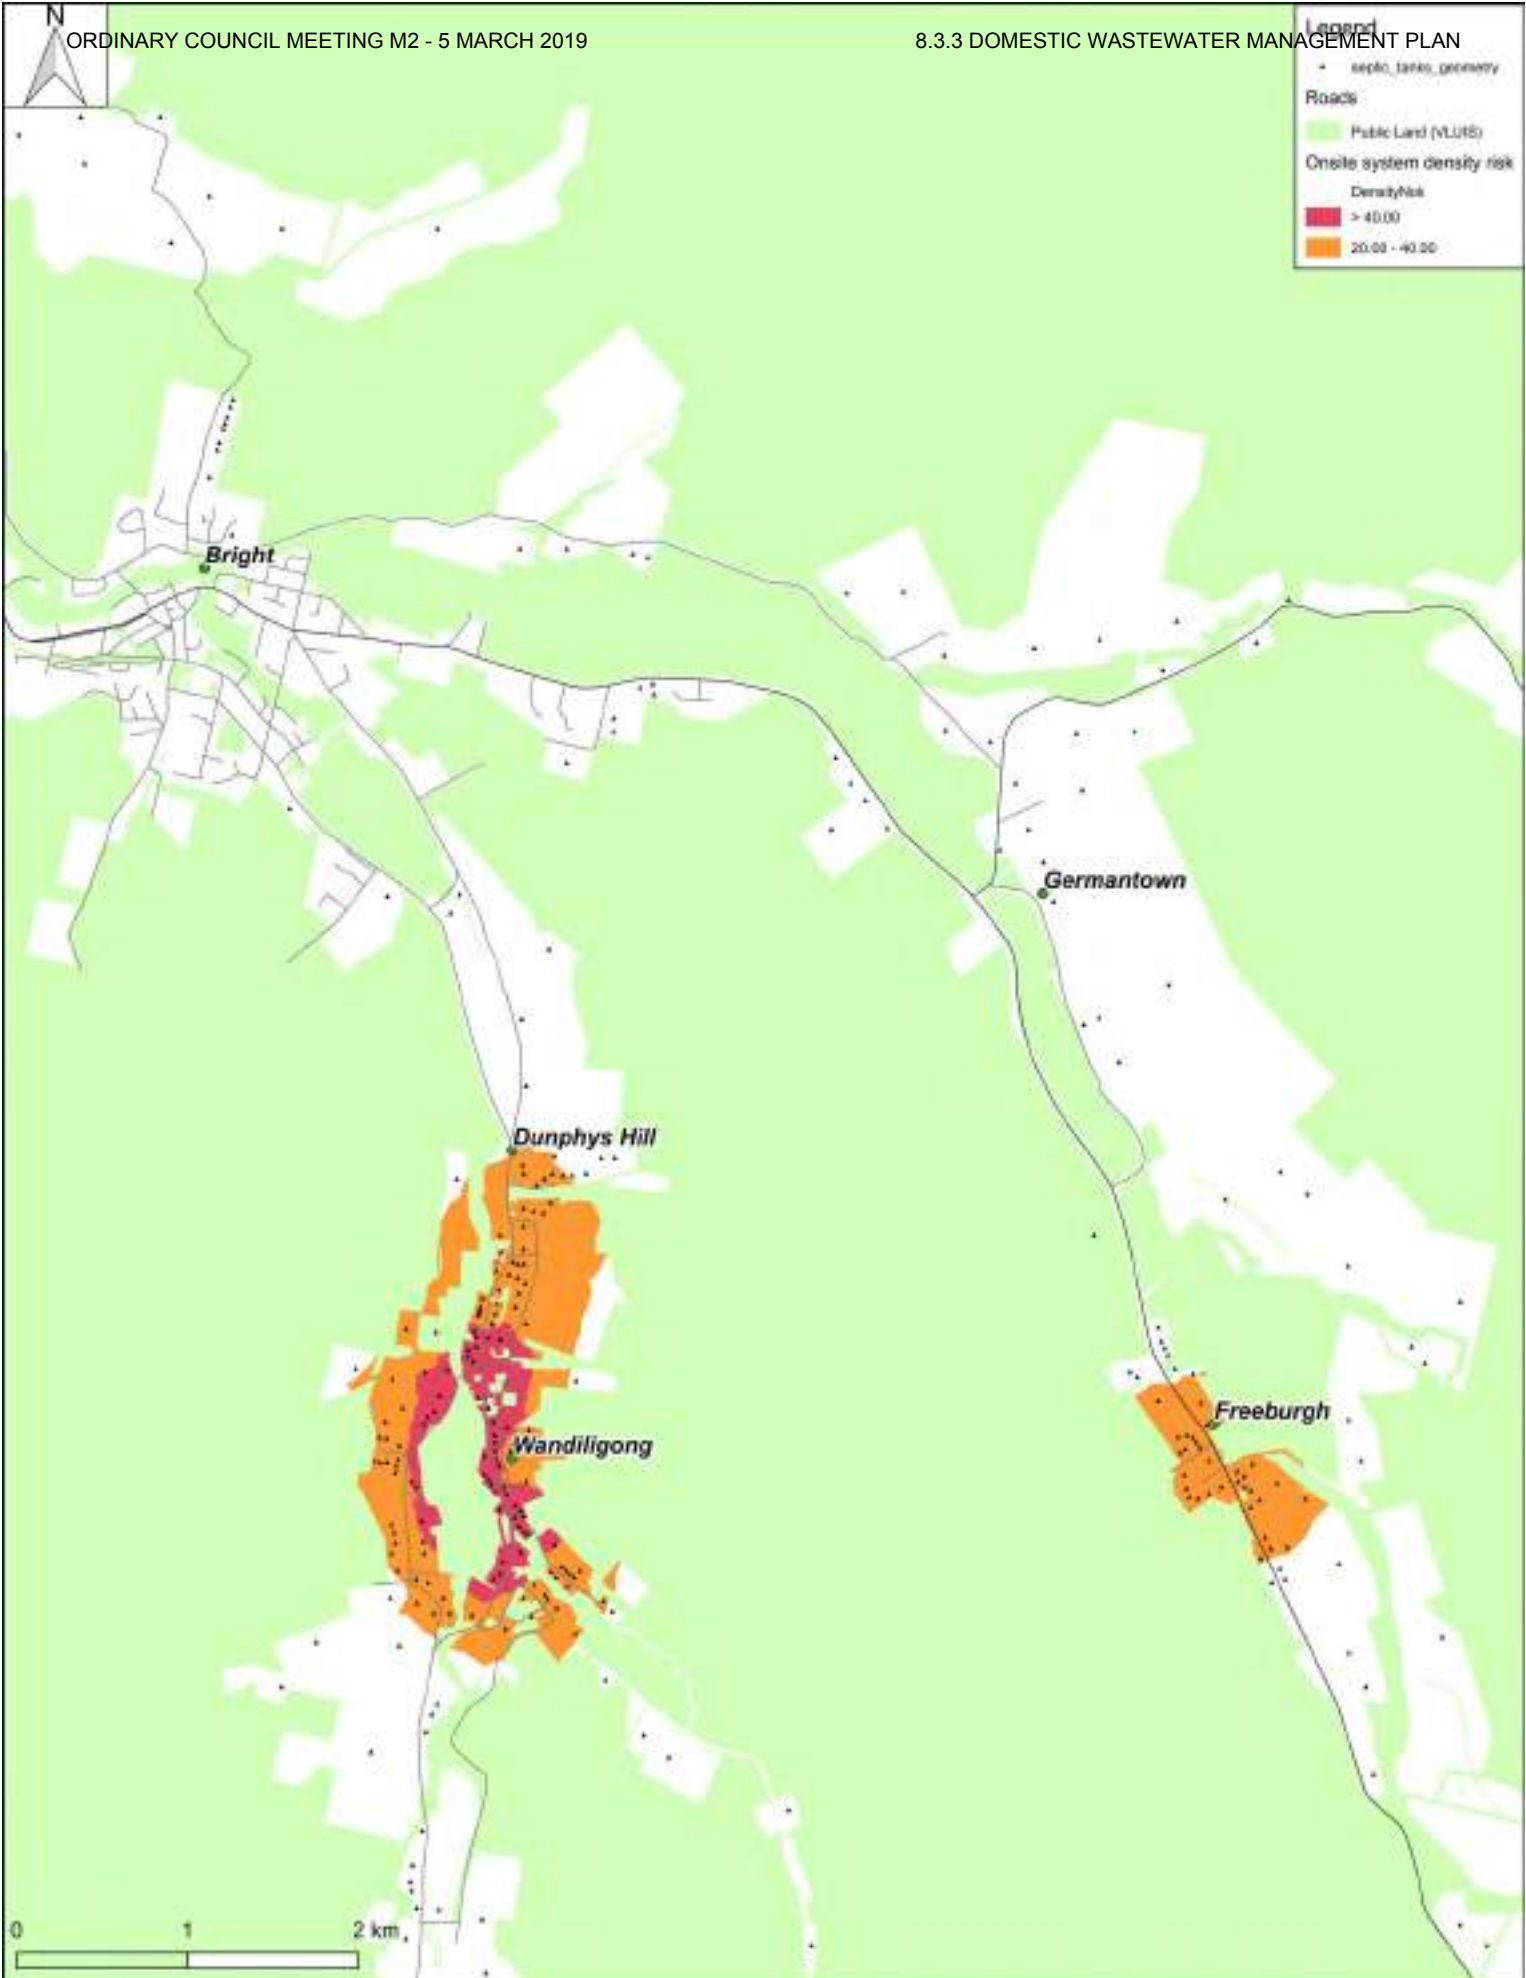 N
ORDINARY COUNCIL MEETING M2 - 5 MARCH 2019
8.3.3 DOMESTIC WASTEWATER MANAGEMENT PLAN
Legend
septic_tanks_geometry
Roads
Public Land (VLUIS)
Onsite system density risk
> 40.00
20.00 - 40.00
Bright
Germantown
Dunphys Hill
Freeburgh
Wandiligong
0 1 2 km